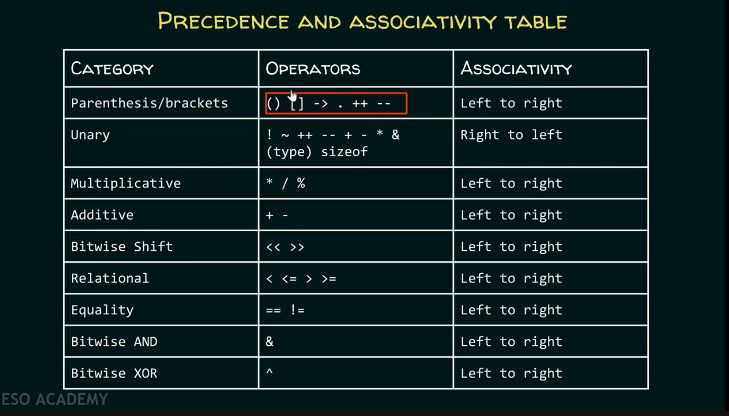 PRECEDENCE AND ASSOCIATIVITY TABLE
CATEGORY OPERATORS ASSOCIATIVITY
Parenthesis/brackets () [] -> . ++ -- Left to right
Unary ! ~ ++ -- + - * & Right to left
(type) sizeof
Multiplicative * / % Left to right
Additive + - Left to right
Bitwise Shift << >> Left to right
Relational < <= > >= Left to right
Equality == != Left to right
Bitwise AND & Left to right
Bitwise XOR ^ Left to right
ESO ACADEMY